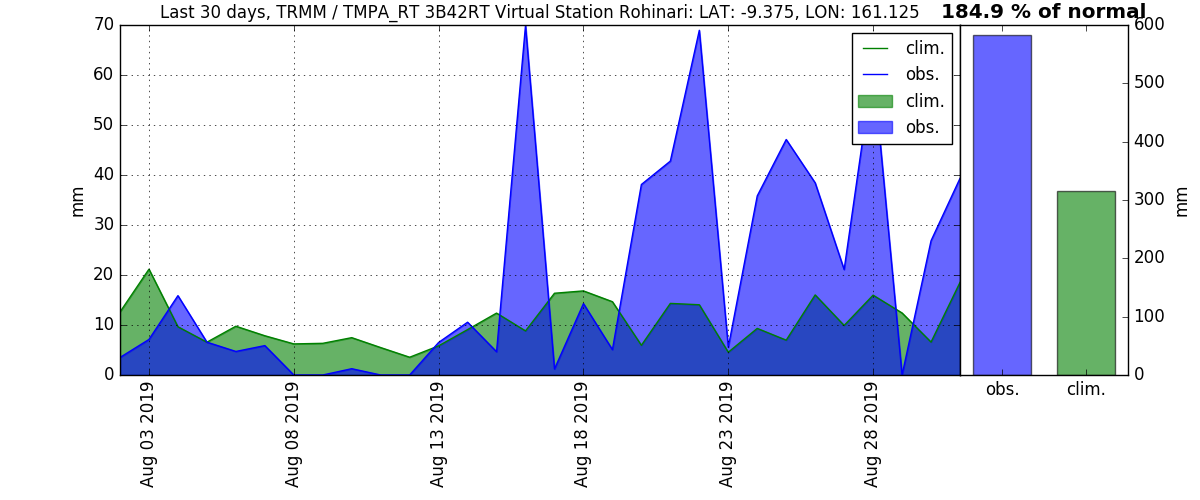 Last 30 days, TRMM / TMPA_RT 3B42RT Virtual Station Rohinari: LAT: -9.375, LON: 161.125
184.9 % of normal
70
60
50
40
30
20
10
0
mm
clim.
obs.
clim.
obs.
600
500
400
300
200
100
0
mm
obs.
clim.
Aug 03 2019
Aug 08 2019
Aug 13 2019
Aug 18 2019
Aug 23 2019
Aug 28 2019